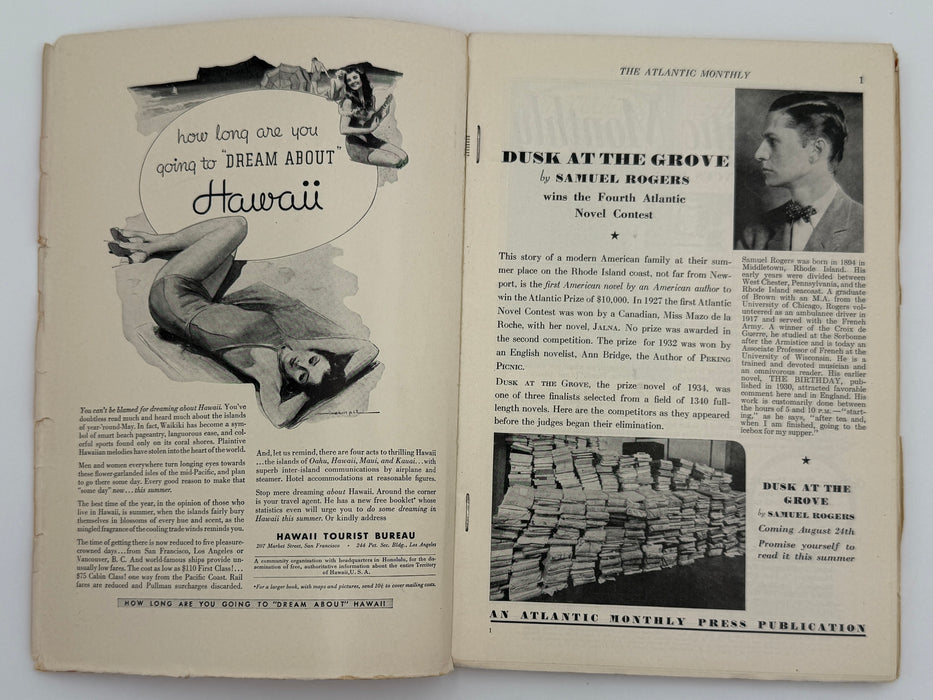 how long are you
going to "DREAM ABOUT"
Hawaii
You can't be blamed for dreaming about Hawaii. You've
doubtless read much and heard much about the islands
of year-'round-May. In fact, Waikiki has become a sym-
bol of smart beach pageantry, languorous ease, and col-
erful sports found only on its coral shores. Plaintive
Hawaiian melodies have stolen into the heart of the world.
Men and women everywhere turn longing eyes towards
these flower-garlanded isles of the mid-Pacific, and plan
to go there some day. Every good reason to make that
"some day" now...this summer.
The best time of the year, in the opinion of those who
live in Hawaii, is summer, when the islands fairly bury
themselves in blossoms of every hue and scent, as the
mingled fragrance of the cooling trade winds reminds you.
The time of getting there is now reduced to five pleasure-
crowned days...from San Francisco, Los Angeles or
Vancouver, B. C. And world-famous ships provide un-
usually low fares. The cost as low as $110 First Class!...
$75 Cabin Class! one way from the Pacific Coast. Rail
fares are reduced and Pullman surcharges discarded.
And, let us remind, there are four acts to thrilling Hawaii
...the islands of Oahu, Hawaii, Maui, and Kauai...with
superb inter-island communications by airplane and
steamer. Hotel accommodations at reasonable figures.
Stop mere dreaming about Hawaii. Around the corner
is your travel agent. He has a new free booklet* whose
statistics even will urge you to do some dreaming in
Hawaii this summer. Or kindly address
HAWAII TOURIST BUREAU
207 Market Street, San Francisco • 244 Pet. Sec. Bldg., Los Angeles
A community organization with headquarters in Honolulu, for the dis-
semination of free, authoritative information about the entire Territory
of Hawaii, U. S. A.
*For a larger book, with maps and pictures, send 10¢ to cover mailing costs.
HOW LONG ARE YOU GOING TO "DREAM ABOUT" HAWAII
THE ATLANTIC MONTHLY
1
DUSK AT THE GROVE
by SAMUEL ROGERS
wins the Fourth Atlantic
Novel Contest
This story of a modern American family at their sum-
mer place on the Rhode Island coast, not far from New-
port, is the first American novel by an American author to
win the Atlantic Prize of $10,000. In 1927 the first Atlantic
Novel Contest was won by a Canadian, Miss Mazo de la
Roche, with her novel, JALNA. No prize was awarded in
the second competition. The prize for 1932 was won by
an English novelist, Ann Bridge, the Author of PEKING
PICNIC.
DUSK AT THE GROVE, the prize novel of 1934, was
one of three finalists selected from a field of 1340 full-
length novels. Here are the competitors as they appeared
before the judges began their elimination.
Samuel Rogers was born in 1894 in
Middletown, Rhode Island. His
early years were divided between
West Chester, Pennsylvania, and the
Rhode Island seacoast. A graduate
of Brown with an M.A. from the
University of Chicago, Rogers vol-
unteered as an ambulance driver in
1917 and served with the French
Army. A winner of the Croix de
Guerre, he studied at the Sorbonne
after the Armistice and is today an
Associate Professor of French at the
University of Wisconsin. He is a
trained and devoted musician and
an omnivorous reader. His earlier
novel, THE BIRTHDAY, pub-
lished in 1930, attracted favorable
comment here and in England. His
work is customarily done between
the hours of 5 and 10 P.M.—"start-
ing," as he says, "after tea and,
when I am finished, going to the
icebox for my supper."
DUSK AT THE
GROVE
by SAMUEL ROGERS
Coming August 24th
Promise yourself to
read it this summer
AN ATLANTIC MONTHLY PRESS PUBLICATION
1